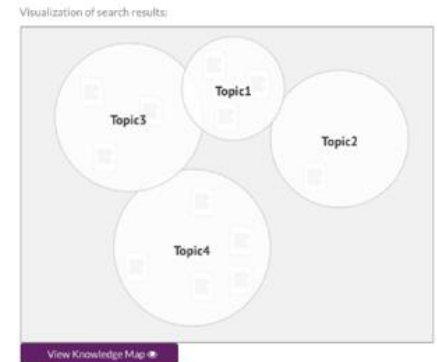 Visualization of search results:
Topic1
Topic3
Topic2
Topic4
View Knowledge Map